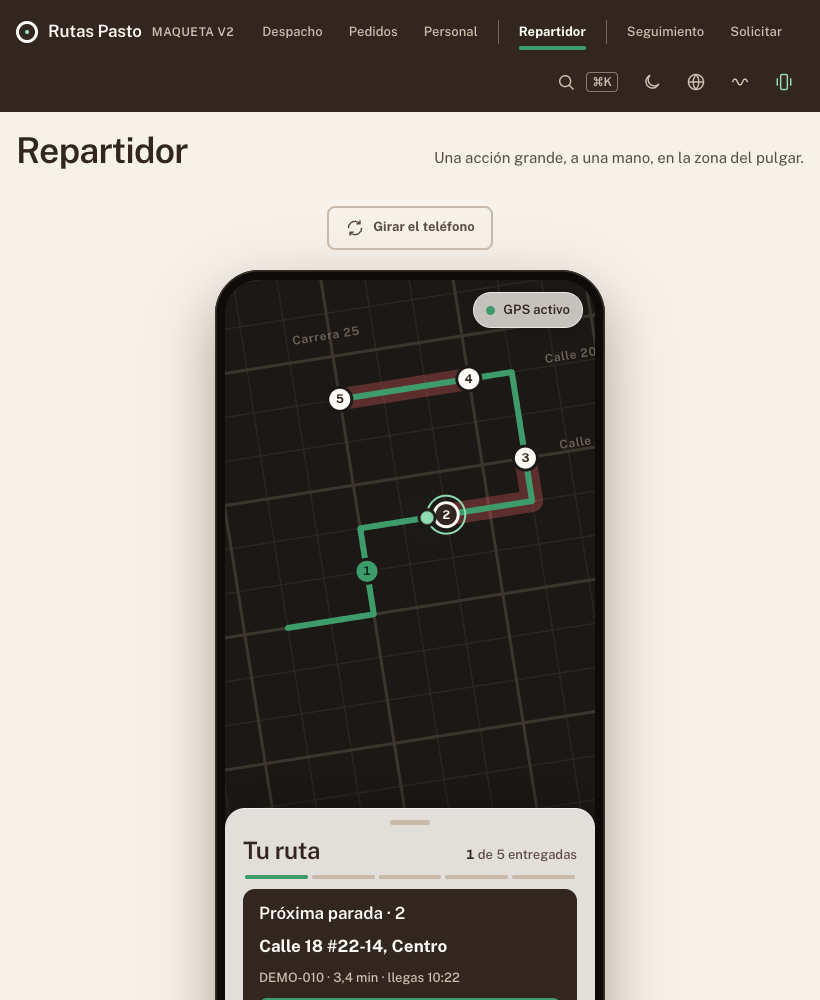 Rutas Pasto MAQUETA V2 Despacho Pedidos Personal Repartidor Seguimiento Solicitar
⌘K
Repartidor
Una acción grande, a una mano, en la zona del pulgar.
Girar el teléfono
GPS activo
Carrera 25
Calle 20
4
5
Calle
3
2
1
Tu ruta
1 de 5 entregadas
Próxima parada · 2
Calle 18 #22-14, Centro
DEMO-010 · 3,4 min · llegas 10:22